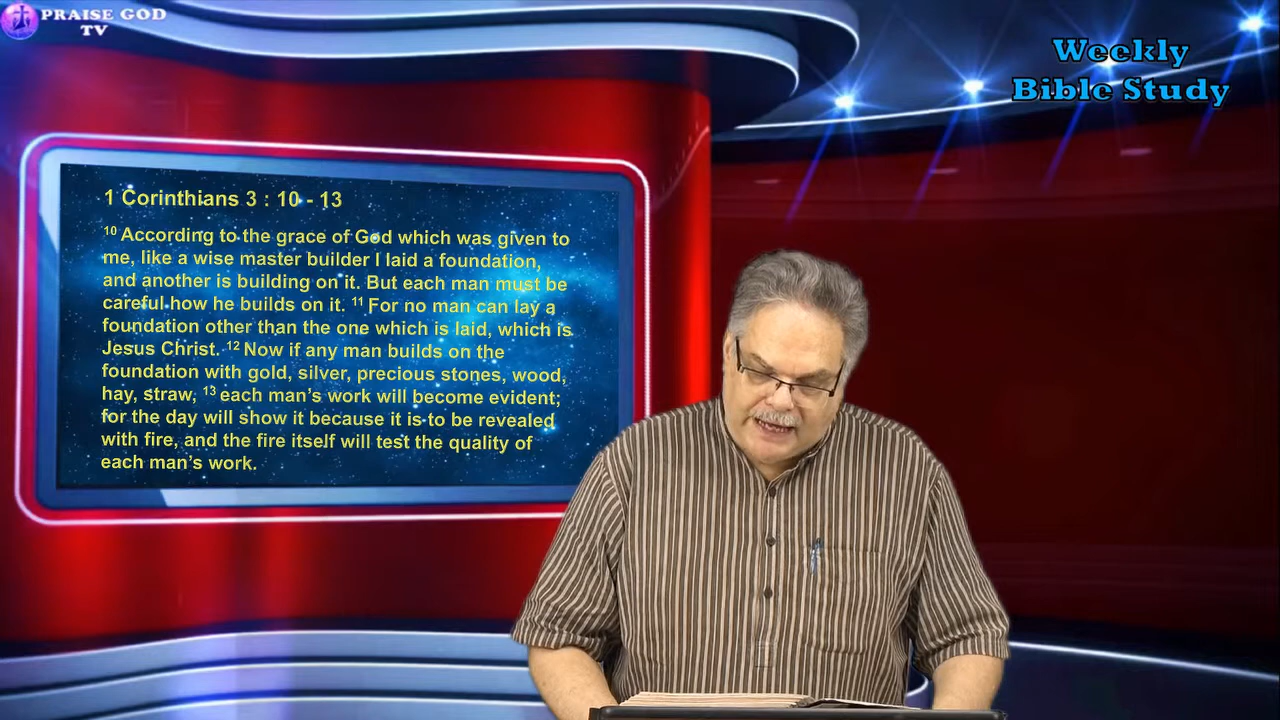 PRAISE GOD
TV
Weekly
Bible Study
1 Corinthians 3 : 10 - 13
10 According to the grace of God which was given to
me, like a wise master builder I laid a foundation,
and another is building on it. But each man must be
careful how he builds on it. 11 For no man can lay a
foundation other than the one which is laid, which is
Jesus Christ. 12 Now if any man builds on the
foundation with gold, silver, precious stones, wood,
hay, straw, 13 each man's work will become evident;
for the day will show it because it is to be revealed
with fire, and the fire itself will test the quality of
each man's work.